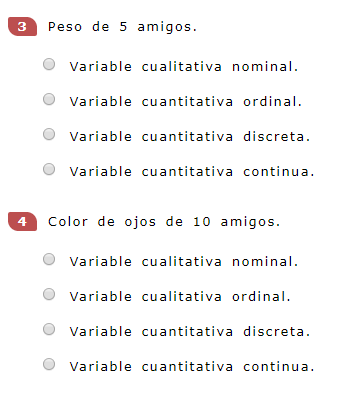 3 Peso de 5 amigos.
Variable cualitativa nominal.
Variable cuantitativa ordinal.
Variable cuantitativa discreta.
Variable cuantitativa continua.
4 Color de ojos de 10 amigos.
Variable cualitativa nominal.
Variable cualitativa ordinal.
Variable cuantitativa discreta.
Variable cuantitativa continua.